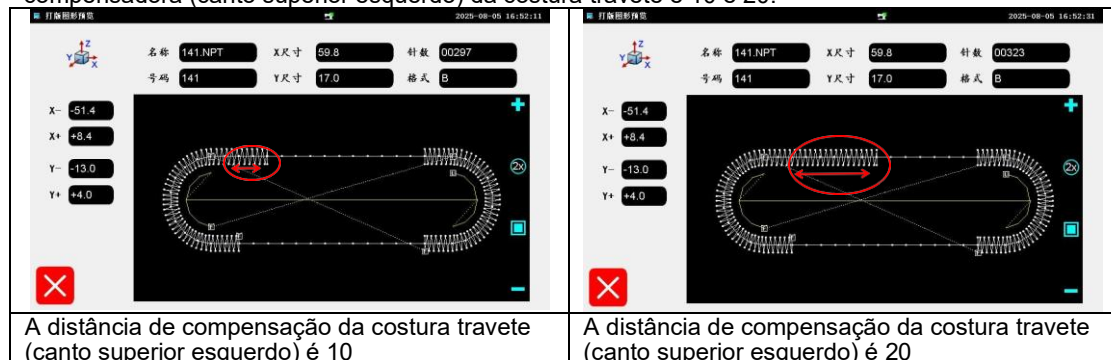 compensadora (canto superior esquerdo) da costura travete é 10 e 20:
打版图形预览 2025-08-05 16:52:11
名称 141.NPT X尺寸 59.8 针数 00297
号码 141 Y尺寸 17.0 格式 B
X- -51.4
X+ +8.4
Y- -13.0
Y+ +4.0
2X
打版图形预览 2025-08-05 16:52:31
名称 141.NPT X尺寸 59.8 针数 00323
号码 141 Y尺寸 17.0 格式 B
X- -51.4
X+ +8.4
Y- -13.0
Y+ +4.0
2X
A distância de compensação da costura travete
(canto superior esquerdo) é 10
A distância de compensação da costura travete
(canto superior esquerdo) é 20